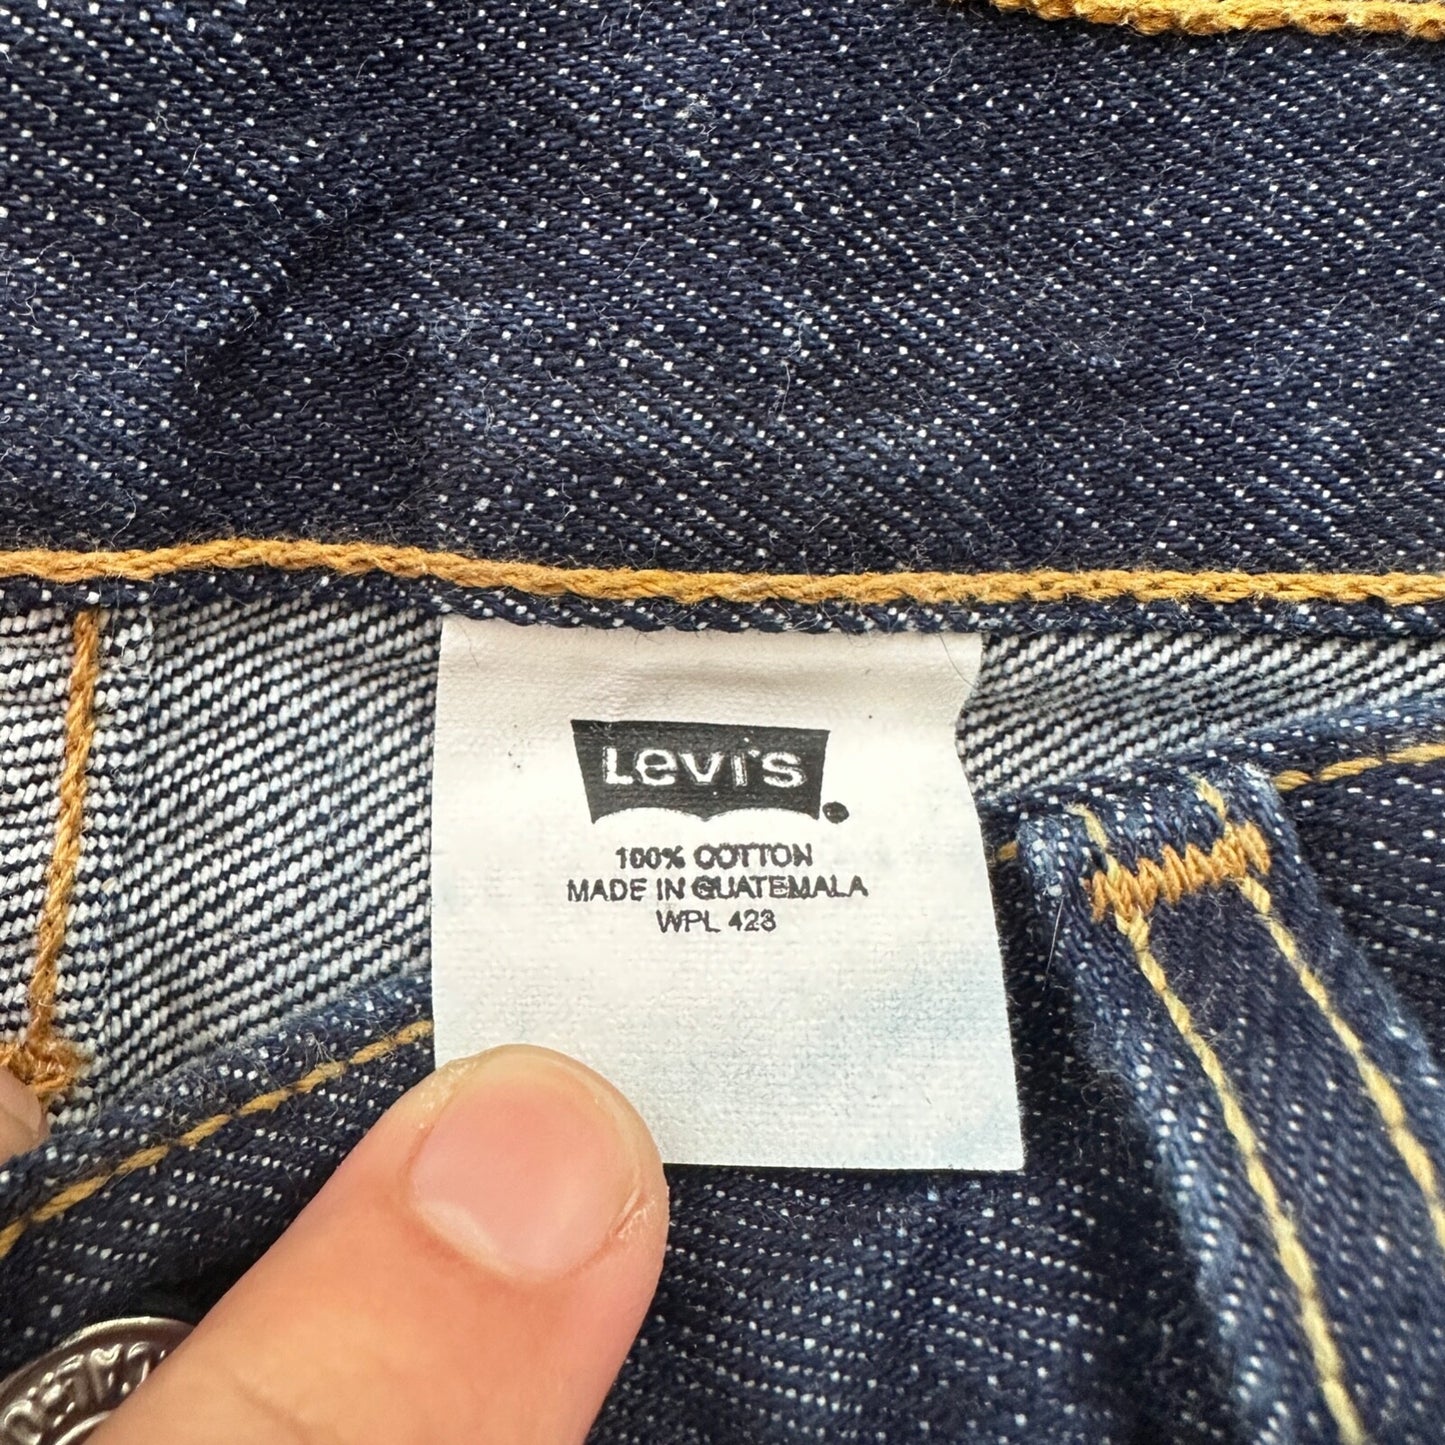 Levi's
100% COTTON
MADE IN GUATEMALA
WPL 423